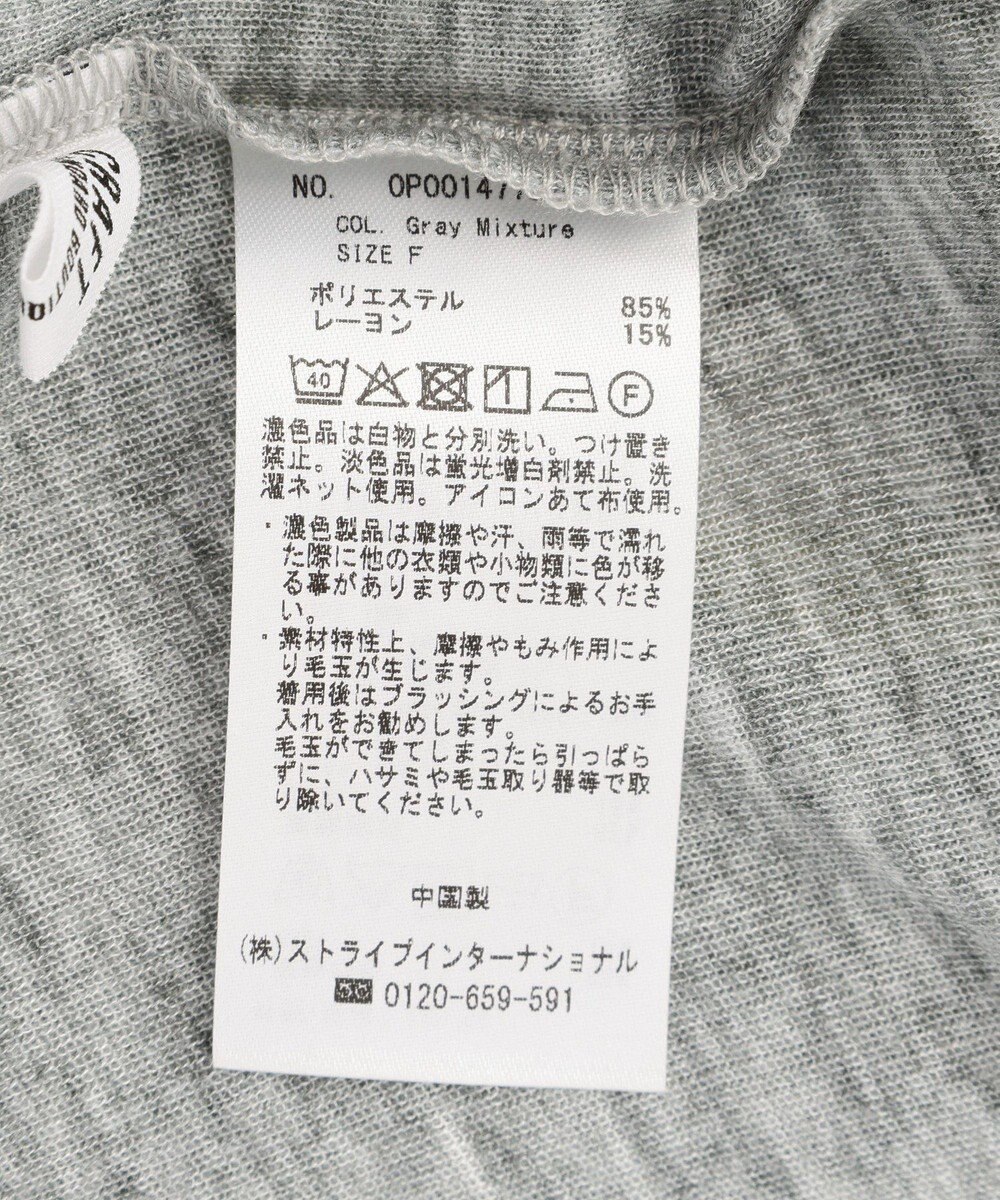 CRAFT
STANDARD BOUTIQUE
NO. OP001477
COL. Gray Mixture
SIZE F
ポリエステル 85%
レーヨン 15%
40
F
濃色品は白物と分別洗い。つけ置き
禁止。淡色品は蛍光増白剤禁止。洗
濯ネット使用。アイロンあて布使用。
・濃色製品は摩擦や汗、雨等で濡れ
た際に他の衣類や小物類に色が移
る事がありますのでご注意くださ
い。
・素材特性上、摩擦やもみ作用によ
り毛玉が生じます。
着用後はブラッシングによるお手
入れをお勧めします。
毛玉ができてしまったら引っぱら
ずに、ハサミや毛玉取り器等で取
り除いてください。
中国製
(株)ストライプインターナショナル
0120-659-591